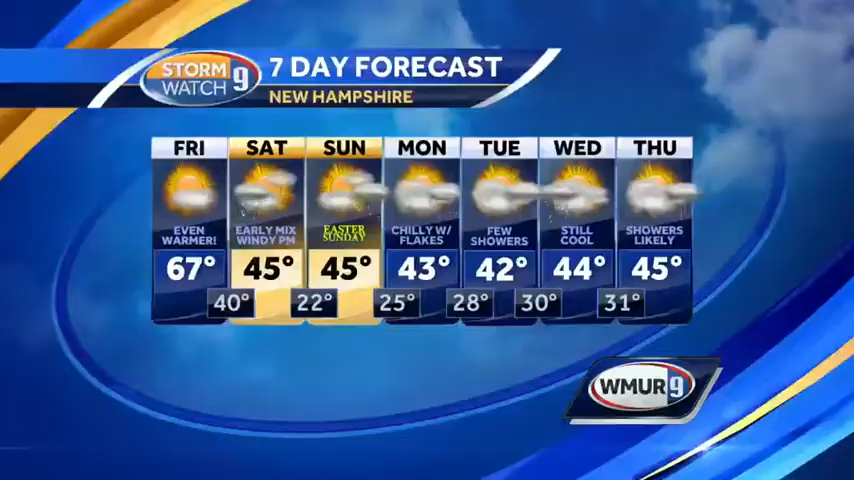 STORM
WATCH 9
7 DAY FORECAST
NEW HAMPSHIRE
FRI SAT SUN MON TUE WED THU
EVEN WARMER! EARLY MIX WINDY PM EASTER SUNDAY CHILLY W/ FLAKES FEW SHOWERS STILL COOL SHOWERS LIKELY
67° 45° 45° 43° 42° 44° 45°
40° 22° 25° 28° 30° 31°
WMUR 9